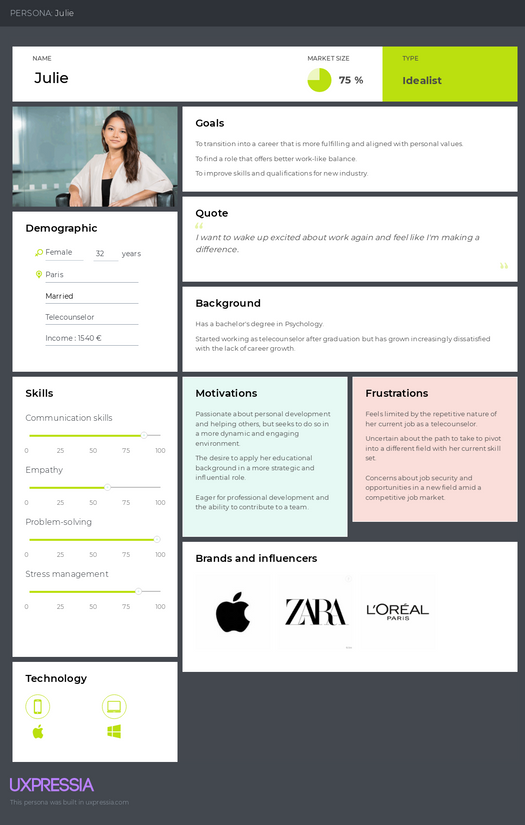 PERSONA: Julie
NAME
Julie
MARKET SIZE
75 %
TYPE
Idealist
Goals
To transition into a career that is more fulfilling and aligned with personal values.
To find a role that offers better work-like balance.
To improve skills and qualifications for new industry.
Quote
“
I want to wake up excited about work again and feel like I'm making a
difference.
”
Demographic
Female 32 years
Paris
Married
Telecounselor
Income : 1540 €
Background
Has a bachelor's degree in Psychology.
Started working as telecounselor after graduation but has grown increasingly dissatisfied
with the lack of career growth.
Skills
Communication skills
0 25 50 75 100
Empathy
0 25 50 75 100
Problem-solving
0 25 50 75 100
Stress management
0 25 50 75 100
Motivations
Passionate about personal development
and helping others, but seeks to do so in
a more dynamic and engaging
environment.
The desire to apply her educational
background in a more strategic and
influential role.
Eager for professional development and
the ability to contribute to a team.
Frustrations
Feels limited by the repetitive nature of
her current job as a telecounselor.
Uncertain about the path to take to pivot
into a different field with her current skill
set.
Concerns about job security and
opportunities in a new field amid a
competitive job market.
Brands and influencers
ZARA
L'ORÉAL
PARIS
Technology
UXPRESSIA
This persona was built in uxpressia.com